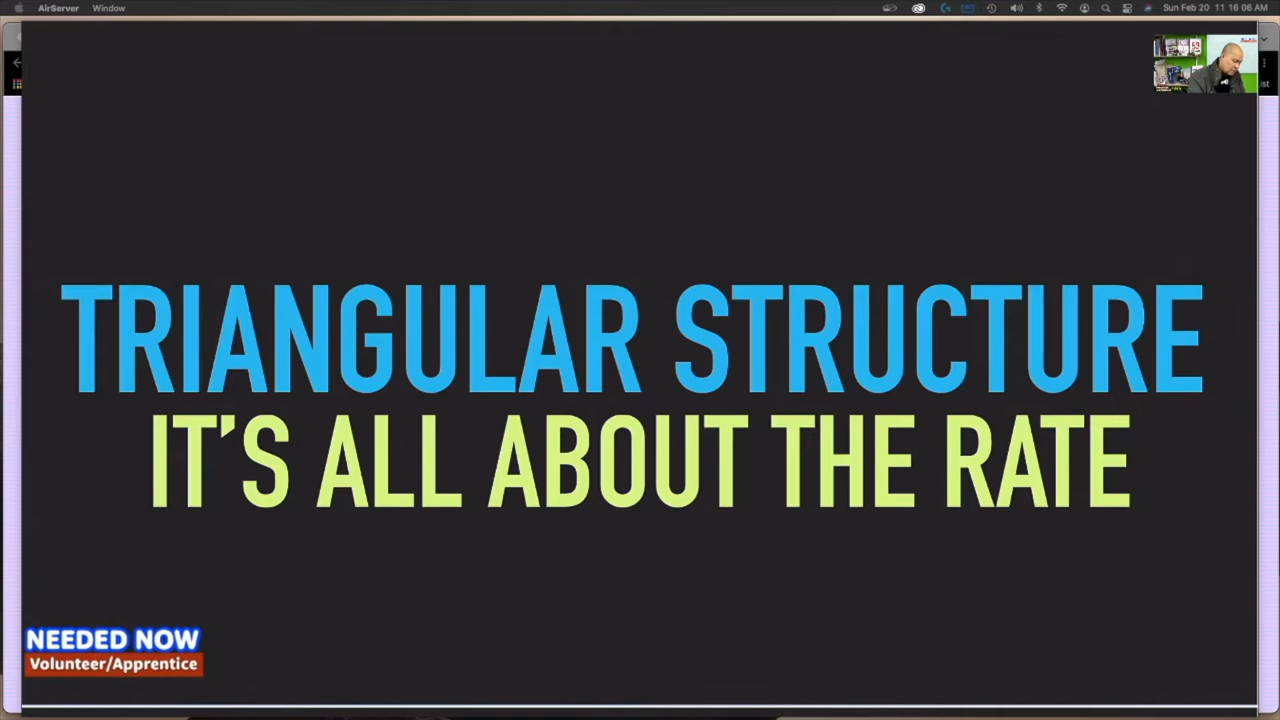 AirServer Window Sun Feb 20 11 16 06 AM
TRIANGULAR STRUCTURE
IT'S ALL ABOUT THE RATE
NEEDED NOW
Volunteer/Apprentice